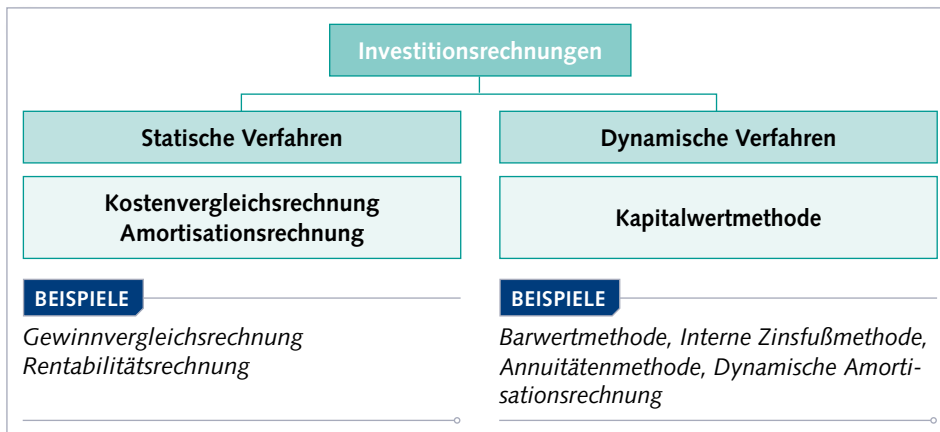 Investitionsrechnungen
Statische Verfahren
Kostenvergleichsrechnung
Amortisationsrechnung
BEISPIELE
Gewinnvergleichsrechnung
Rentabilitätsrechnung
Dynamische Verfahren
Kapitalwertmethode
BEISPIELE
Barwertmethode, Interne Zinsfußmethode,
Annuitätenmethode, Dynamische Amorti-
sationsrechnung